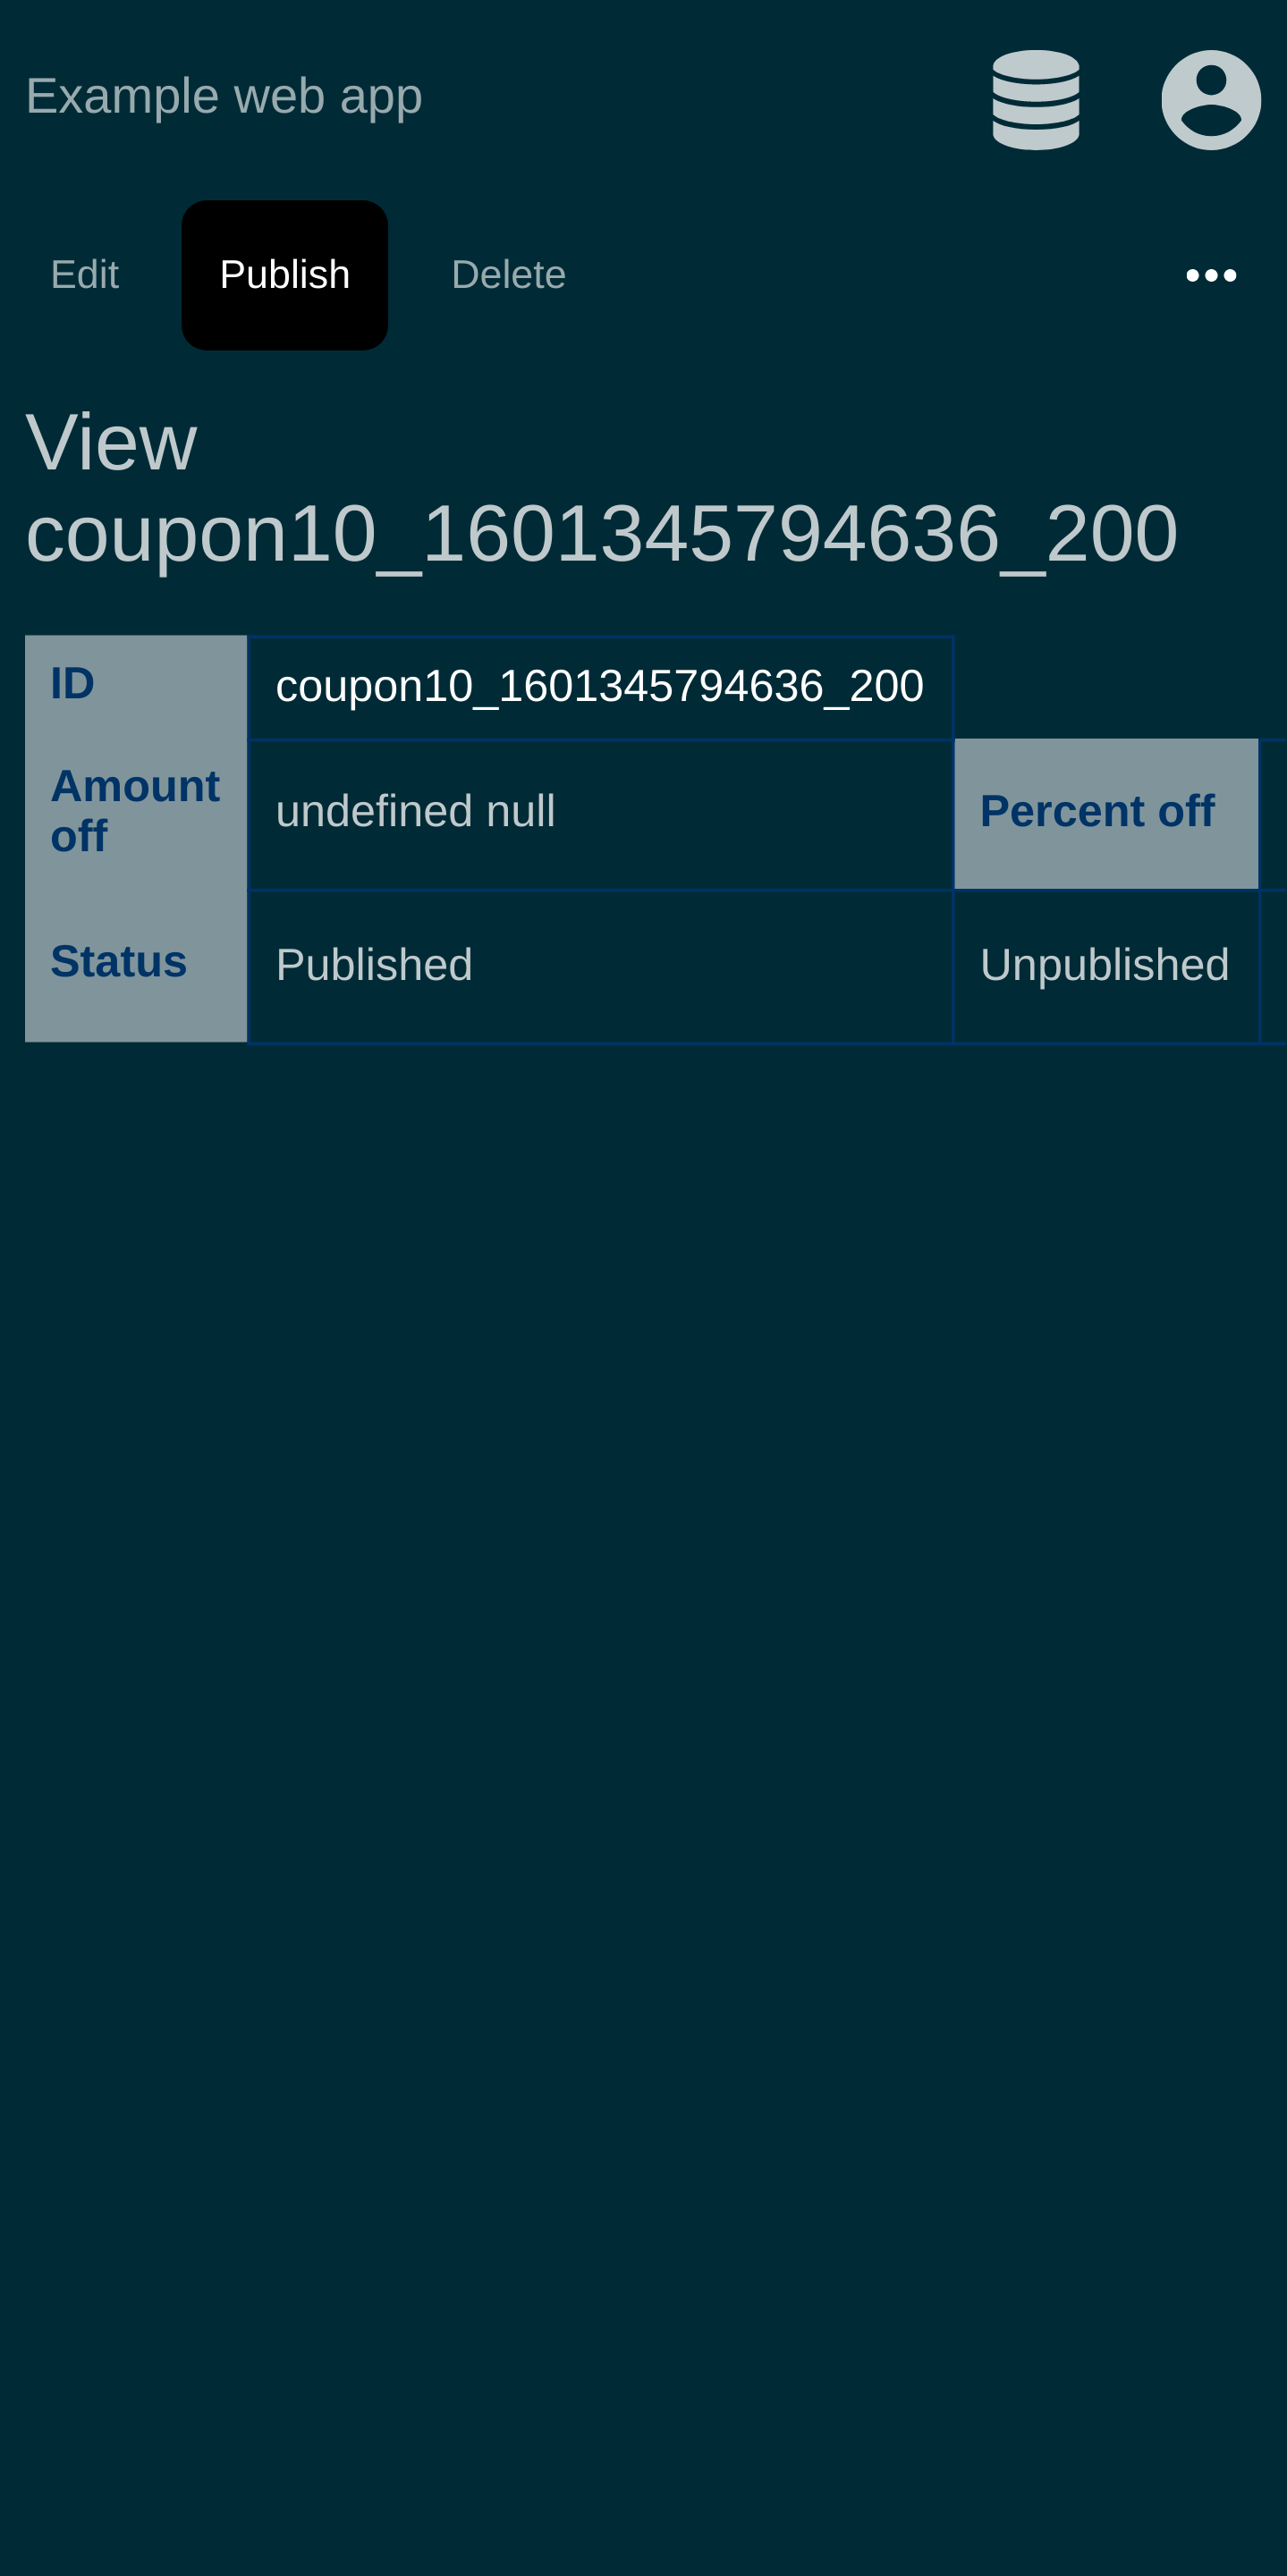 Example web app
Edit Publish Delete
View
coupon10_1601345794636_200
ID coupon10_1601345794636_200
Amount off undefined null Percent off
Status Published Unpublished